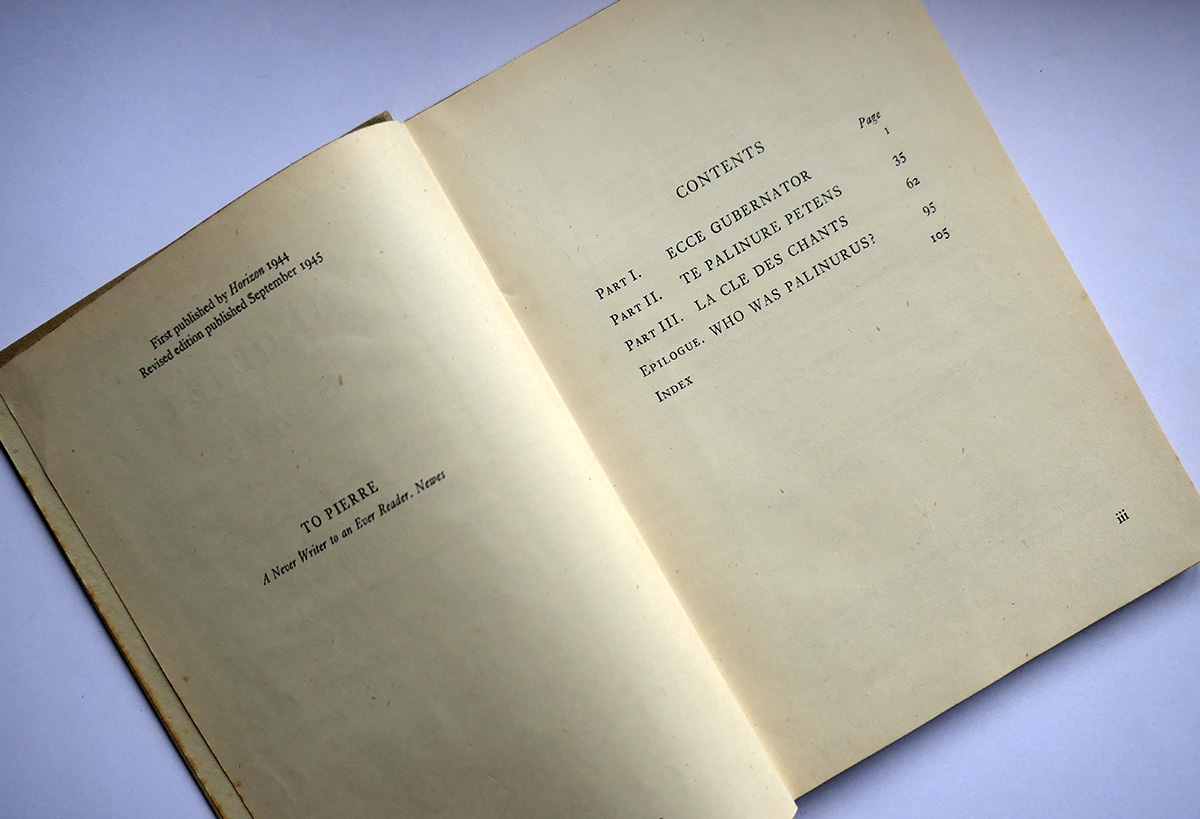 First published by Horizon 1944
Revised edition published September 1945
TO PIERRE
A Never Writer to an Ever Reader. Newes
CONTENTS
Page
Part I. ECCE GUBERNATOR 1
Part II. TE PALINURE PETENS 35
Part III. LA CLE DES CHANTS 62
Epilogue. WHO WAS PALINURUS? 95
Index 105
iii